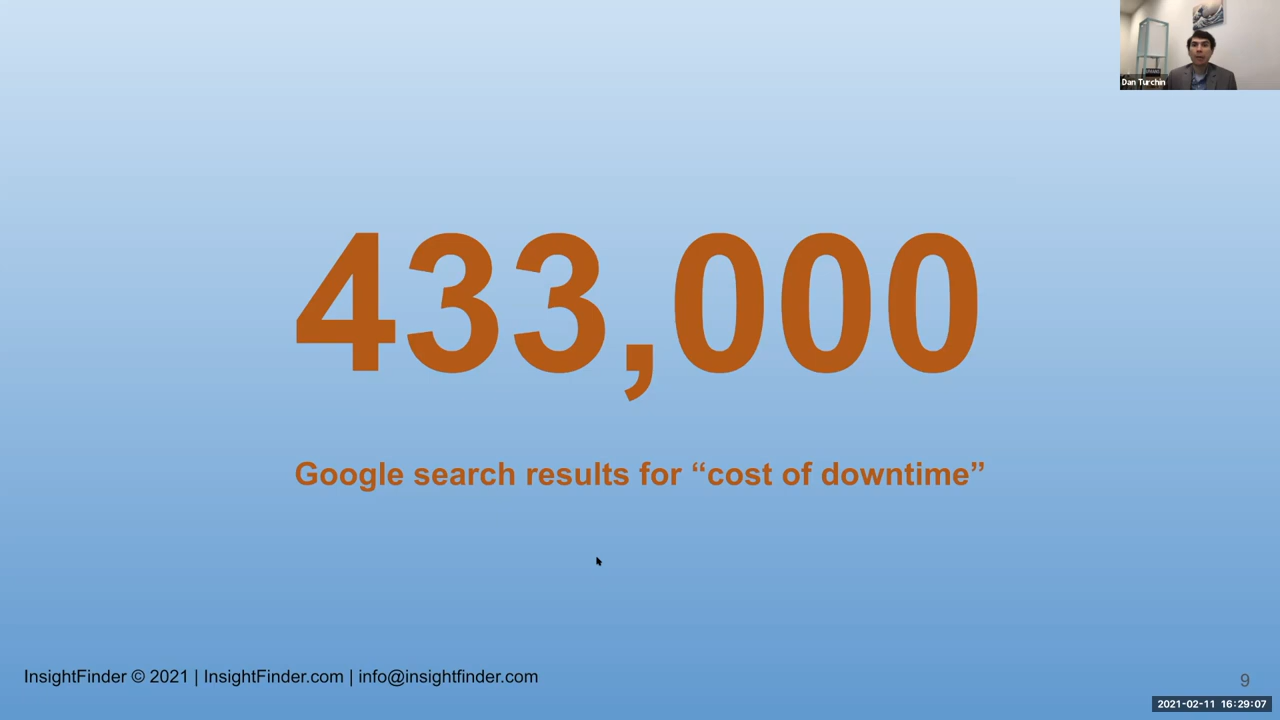 Dan Turchin
433,000
Google search results for “cost of downtime”
InsightFinder © 2021 | InsightFinder.com | info@insightfinder.com
9
2021-02-11 16:29:07